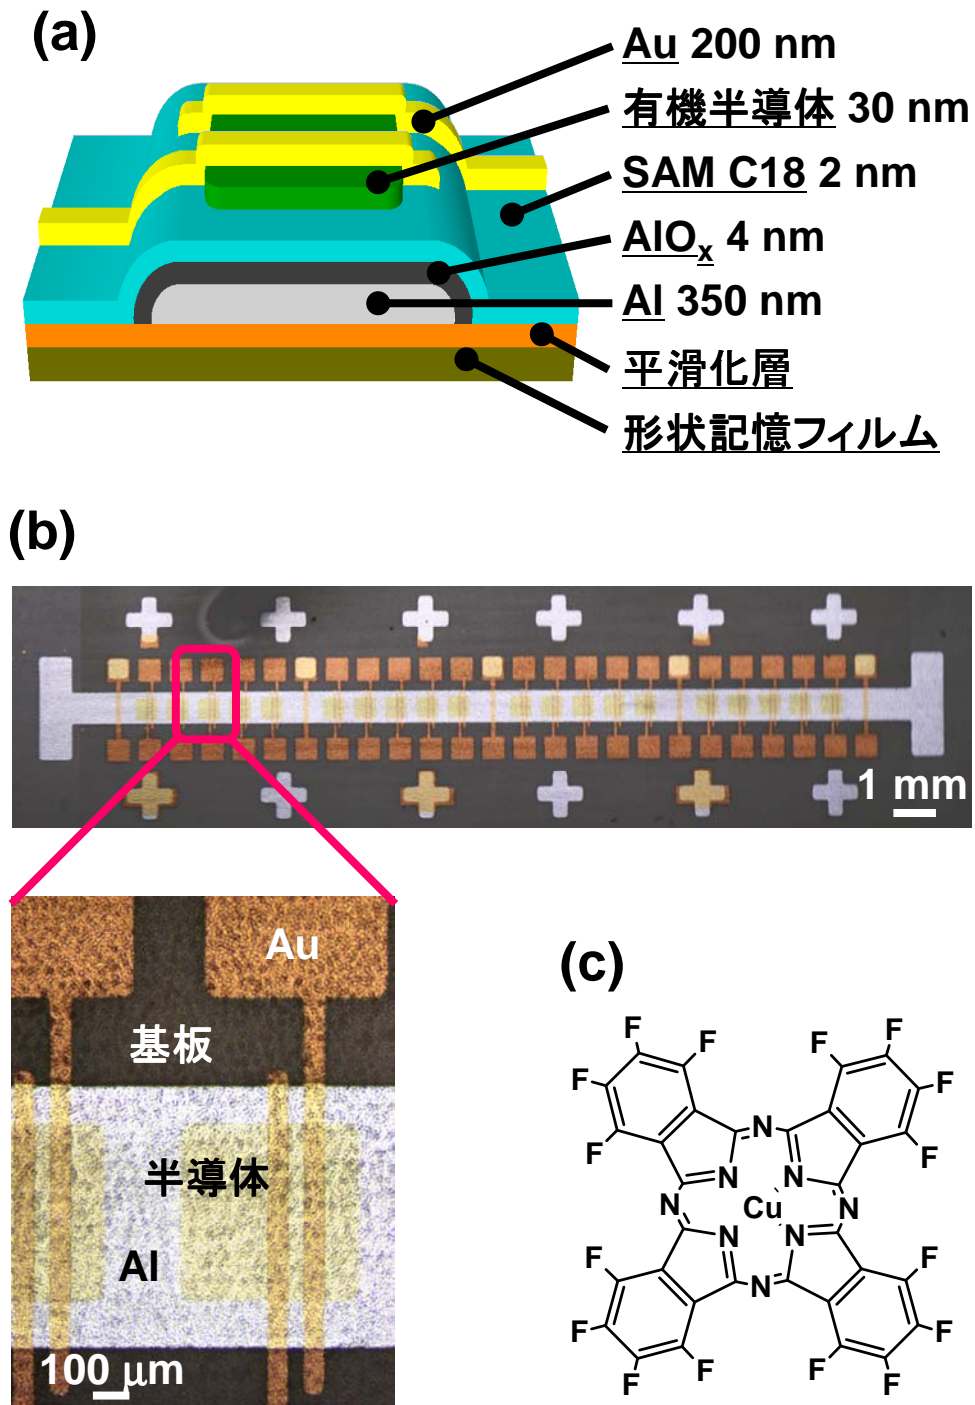 (a)
Au 200 nm
有機半導体 30 nm
SAM C18 2 nm
AlOx 4 nm
Al 350 nm
平滑化層
形状記憶フィルム
(b)
1 mm
Au
基板
半導体
Al
100 μm
(c)
F F F F
F F
F F
N
N N
N Cu N
N N
N
F F
F F
F F F F